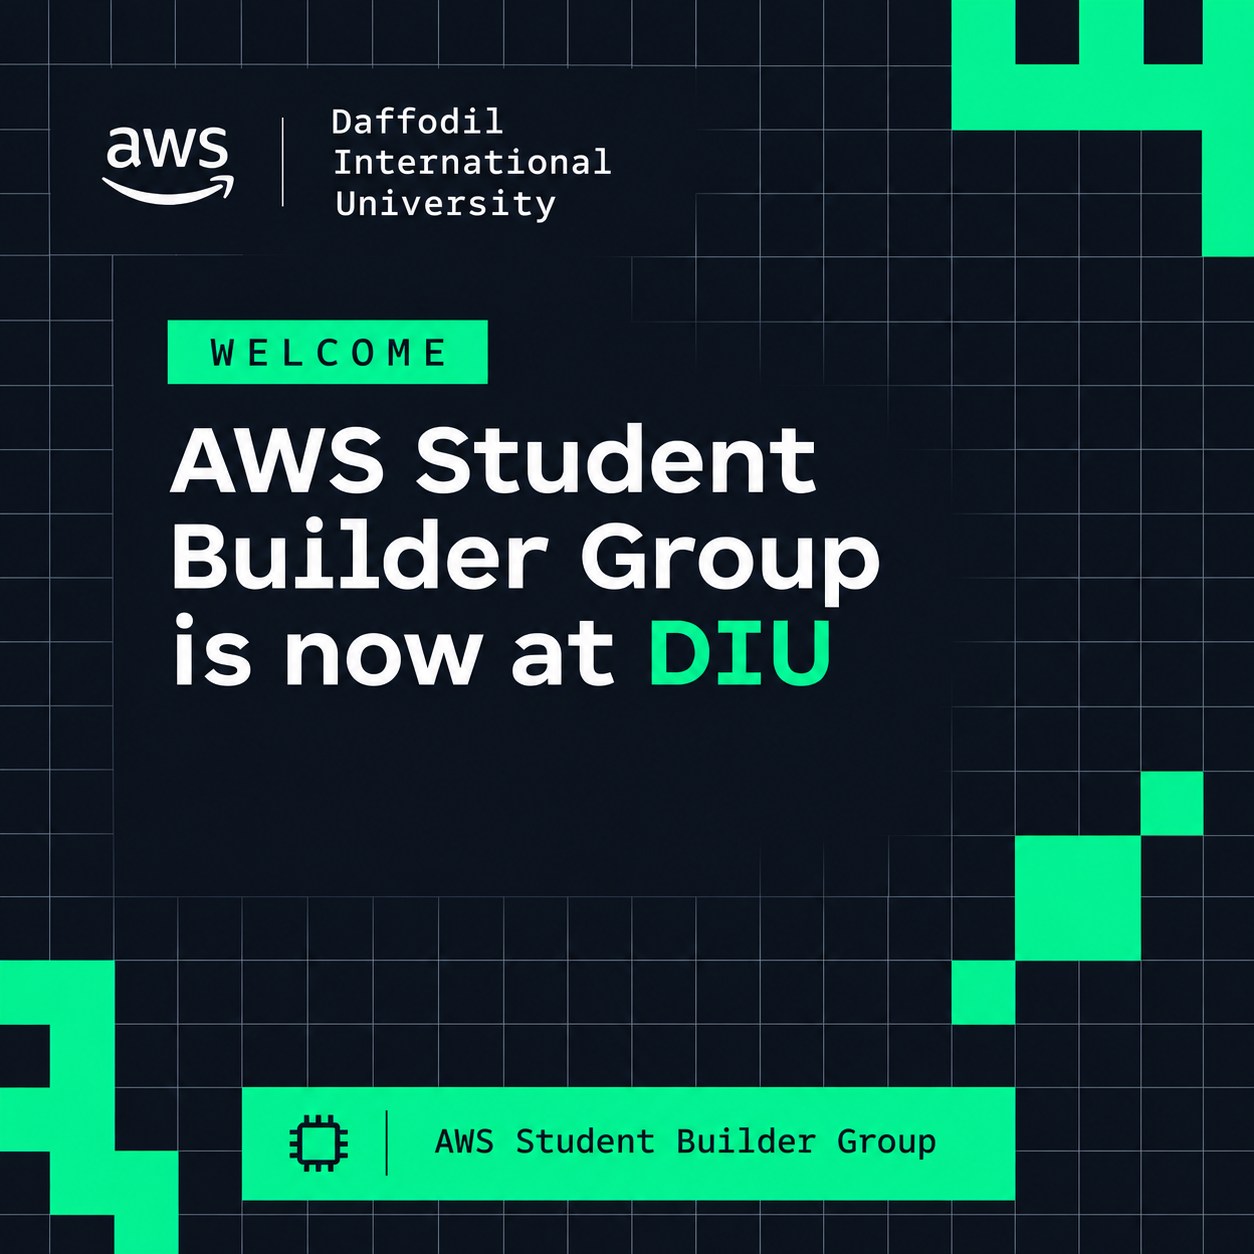 aws
Daffodil
International
University
WELCOME
AWS Student
Builder Group
is now at DIU
AWS Student Builder Group